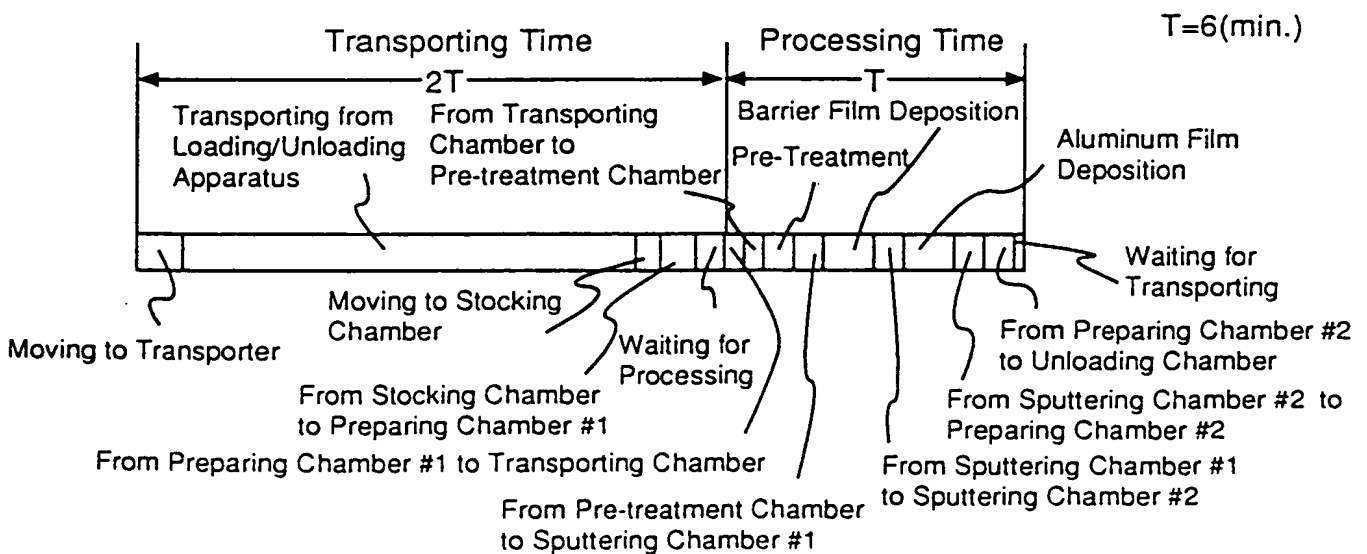 T=6(min.)
Transporting Time
Processing Time
2T
T
Transporting from
Loading/Unloading
Apparatus
From Transporting
Chamber to
Pre-treatment Chamber
Barrier Film Deposition
Pre-Treatment
Aluminum Film
Deposition
Moving to Transporter
Moving to Stocking
Chamber
From Stocking Chamber
to Preparing Chamber #1
Waiting for
Processing
From Preparing Chamber #1 to Transporting Chamber
From Pre-treatment Chamber
to Sputtering Chamber #1
Waiting for
Transporting
From Preparing Chamber #2
to Unloading Chamber
From Sputtering Chamber #2 to
Preparing Chamber
#2
From Sputtering Chamber #1
to Sputtering Chamber #2